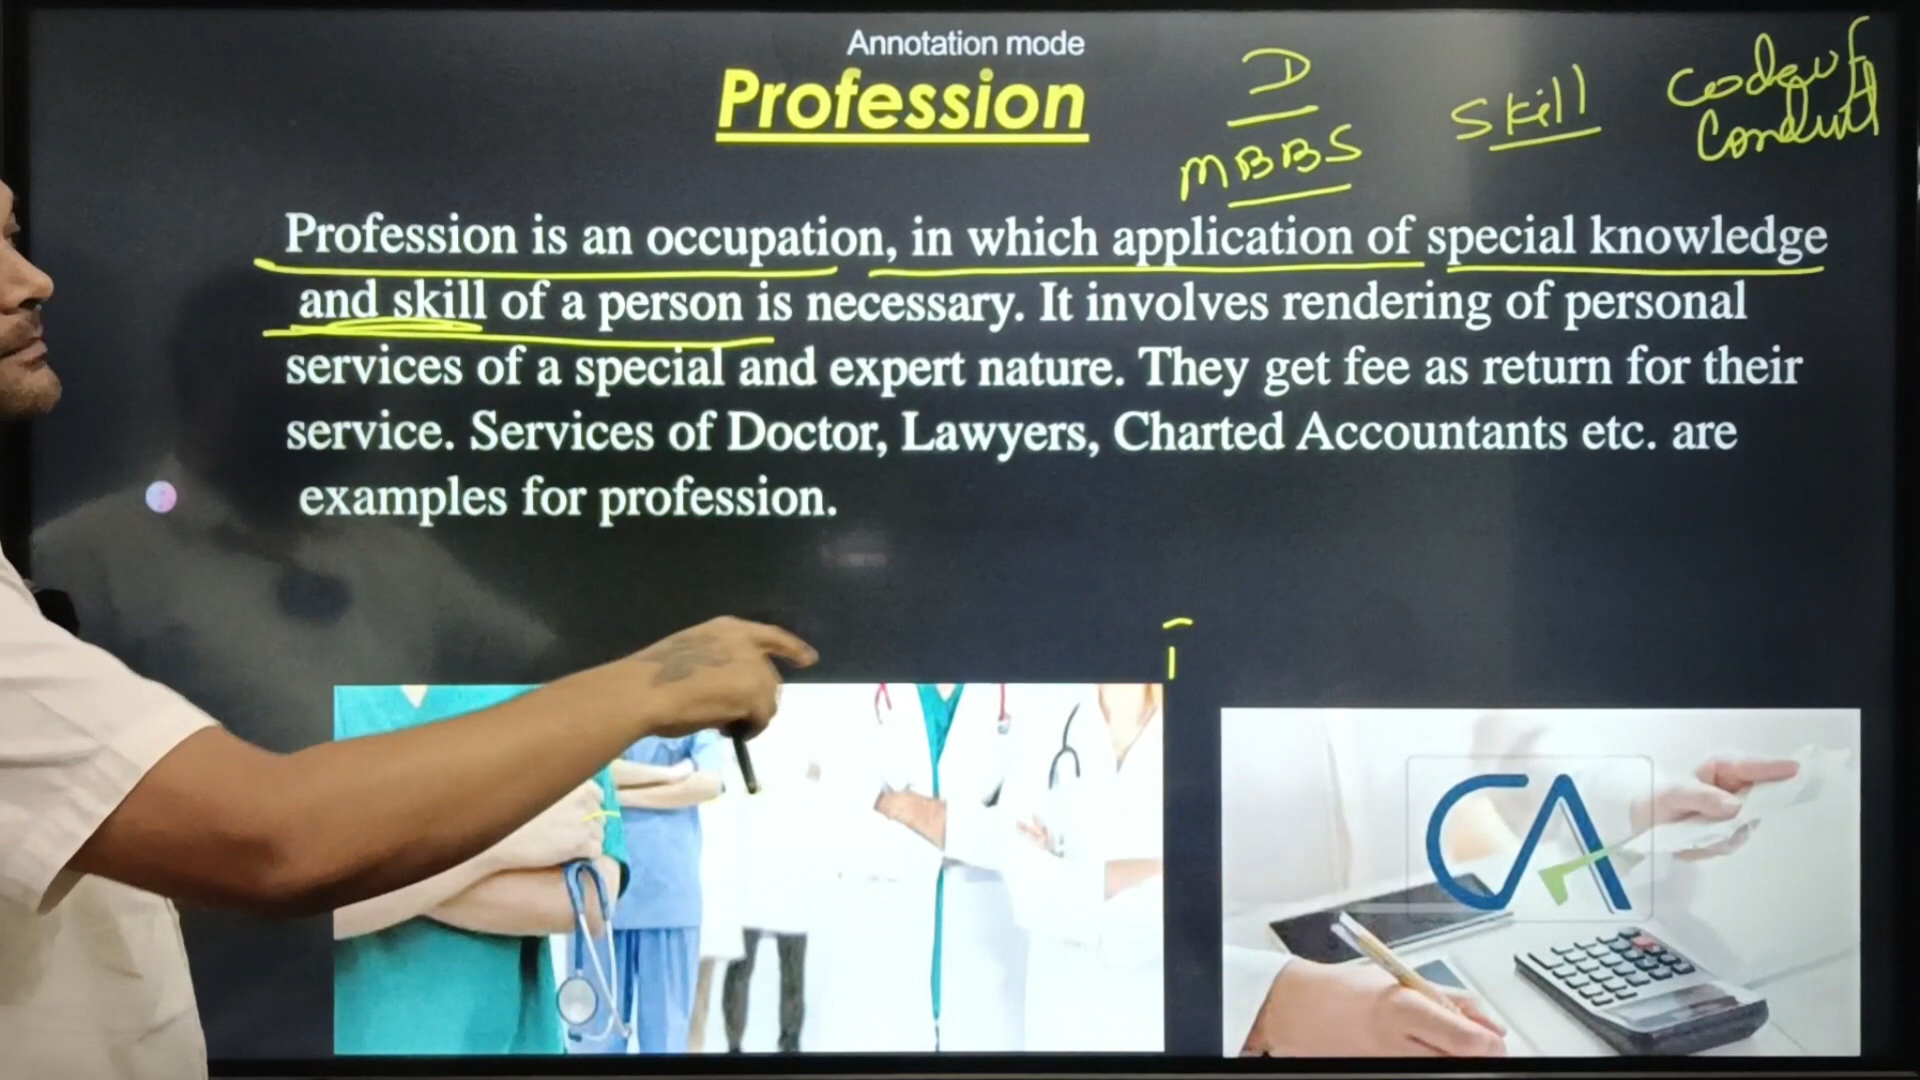 Annotation mode
Profession
D
MBBS
Skill
Code of
Conduct
Profession is an occupation, in which application of special knowledge
and skill of a person is necessary. It involves rendering of personal
services of a special and expert nature. They get fee as return for their
service. Services of Doctor, Lawyers, Charted Accountants etc. are
examples for profession.
CA